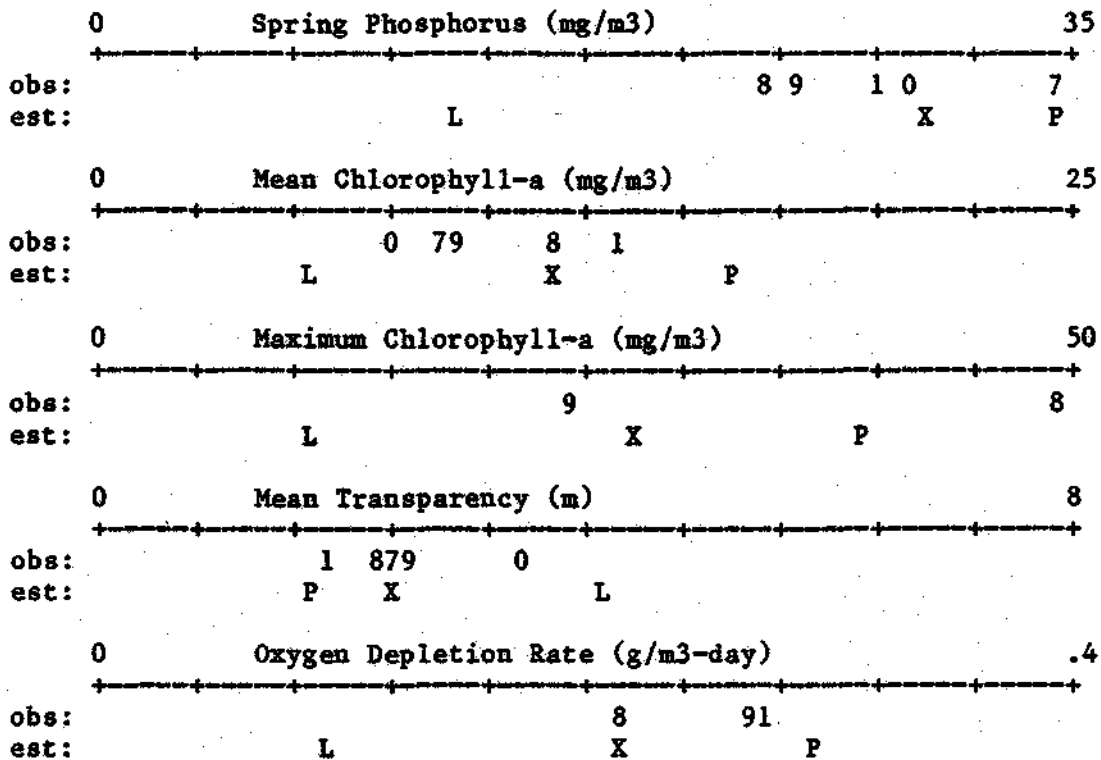 0 Spring Phosphorus (mg/m3) 35
obs: 8 9 1 0 7
est: L X P
0 Mean Chlorophyll-a (mg/m3) 25
obs: 0 79 8 1
est: L X P
0 Maximum Chlorophyll-a (mg/m3) 50
obs: 9 8
est: L X P
0 Mean Transparency (m) 8
obs: 1 879 0
est: P X L
0 Oxygen Depletion Rate (g/m3-day) .4
obs: 8 91
est: L X P